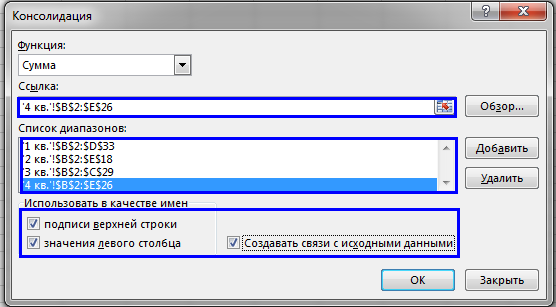 Консолидация
?
Функция:
Сумма
Ссылка:
'4 кв.'!$B$2:$E$26
Обзор...
Список диапазонов:
'1 кв.'!$B$2:$D$33
'2 кв.'!$B$2:$E$18
'3 кв.'!$B$2:$C$29
'4 кв.'!$B$2:$E$26
Добавить
Удалить
Использовать в качестве имен
подписи верхней строки
значения левого столбца
Создавать связи с исходными данными
ОК
Закрыть